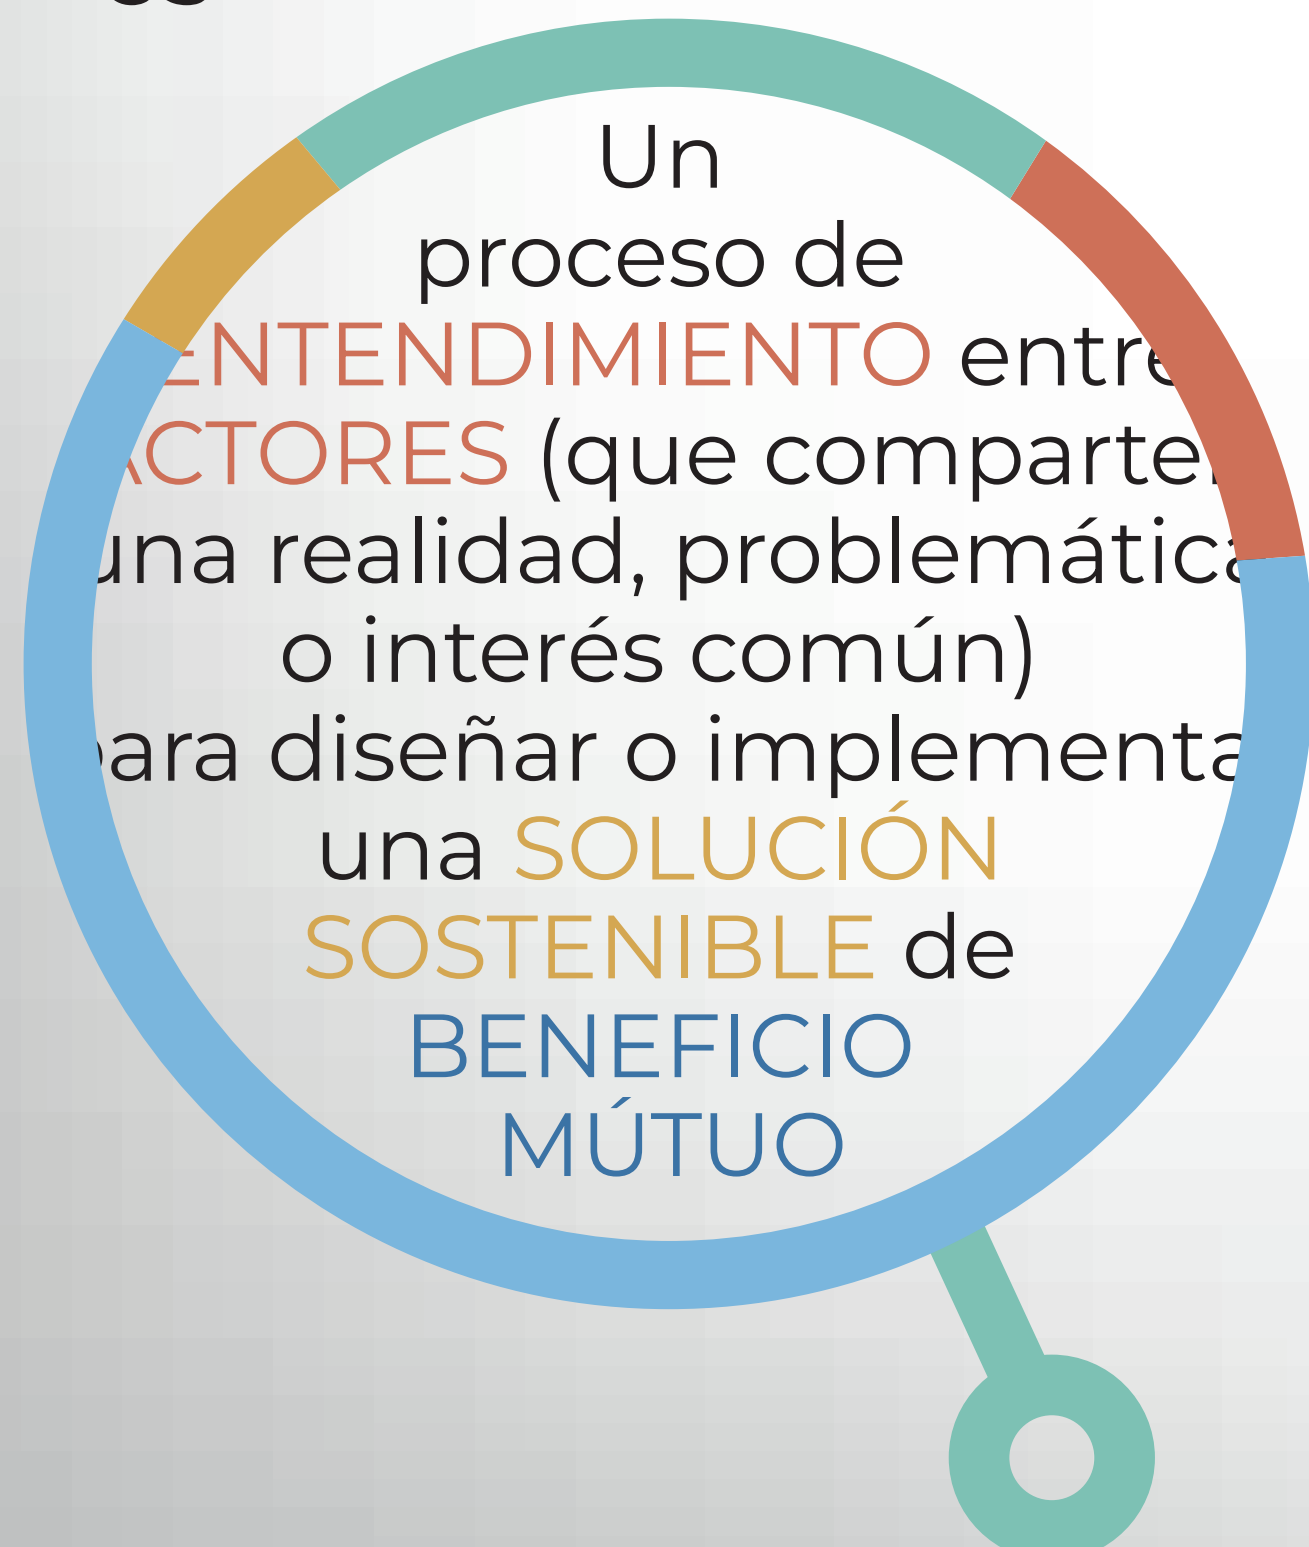 Un
proceso de
ENTENDIMIENTO entre
ACTORES (que comparten
una realidad, problemática
o interés común)
para diseñar o implementar
una SOLUCIÓN
SOSTENIBLE de
BENEFICIO
MÚTUO